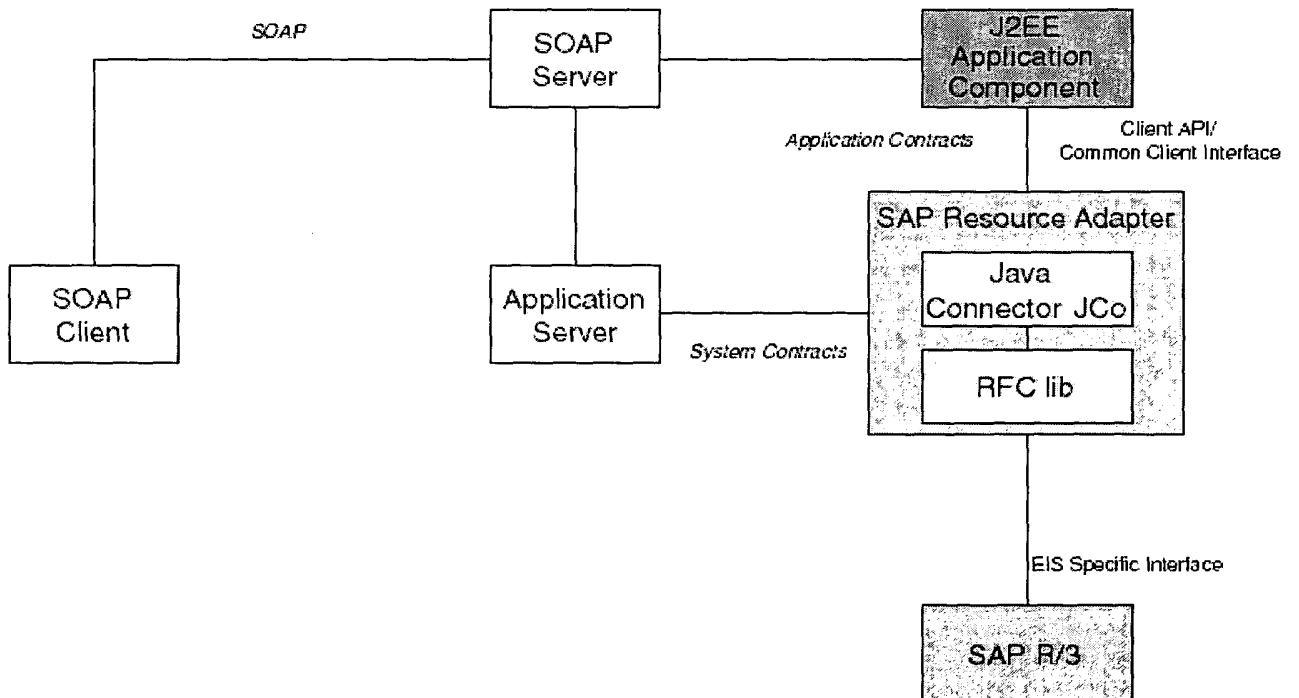 SOAP
SOAP
Server
J2EE
Application
Component
Application Contracts
Client API/
Common Client Interface
SAP Resource Adapter
SOAP
Client
Application
Server
Java
Connector JCo
System Contracts
RFC lib
EIS Specific Interface
SAP R/3